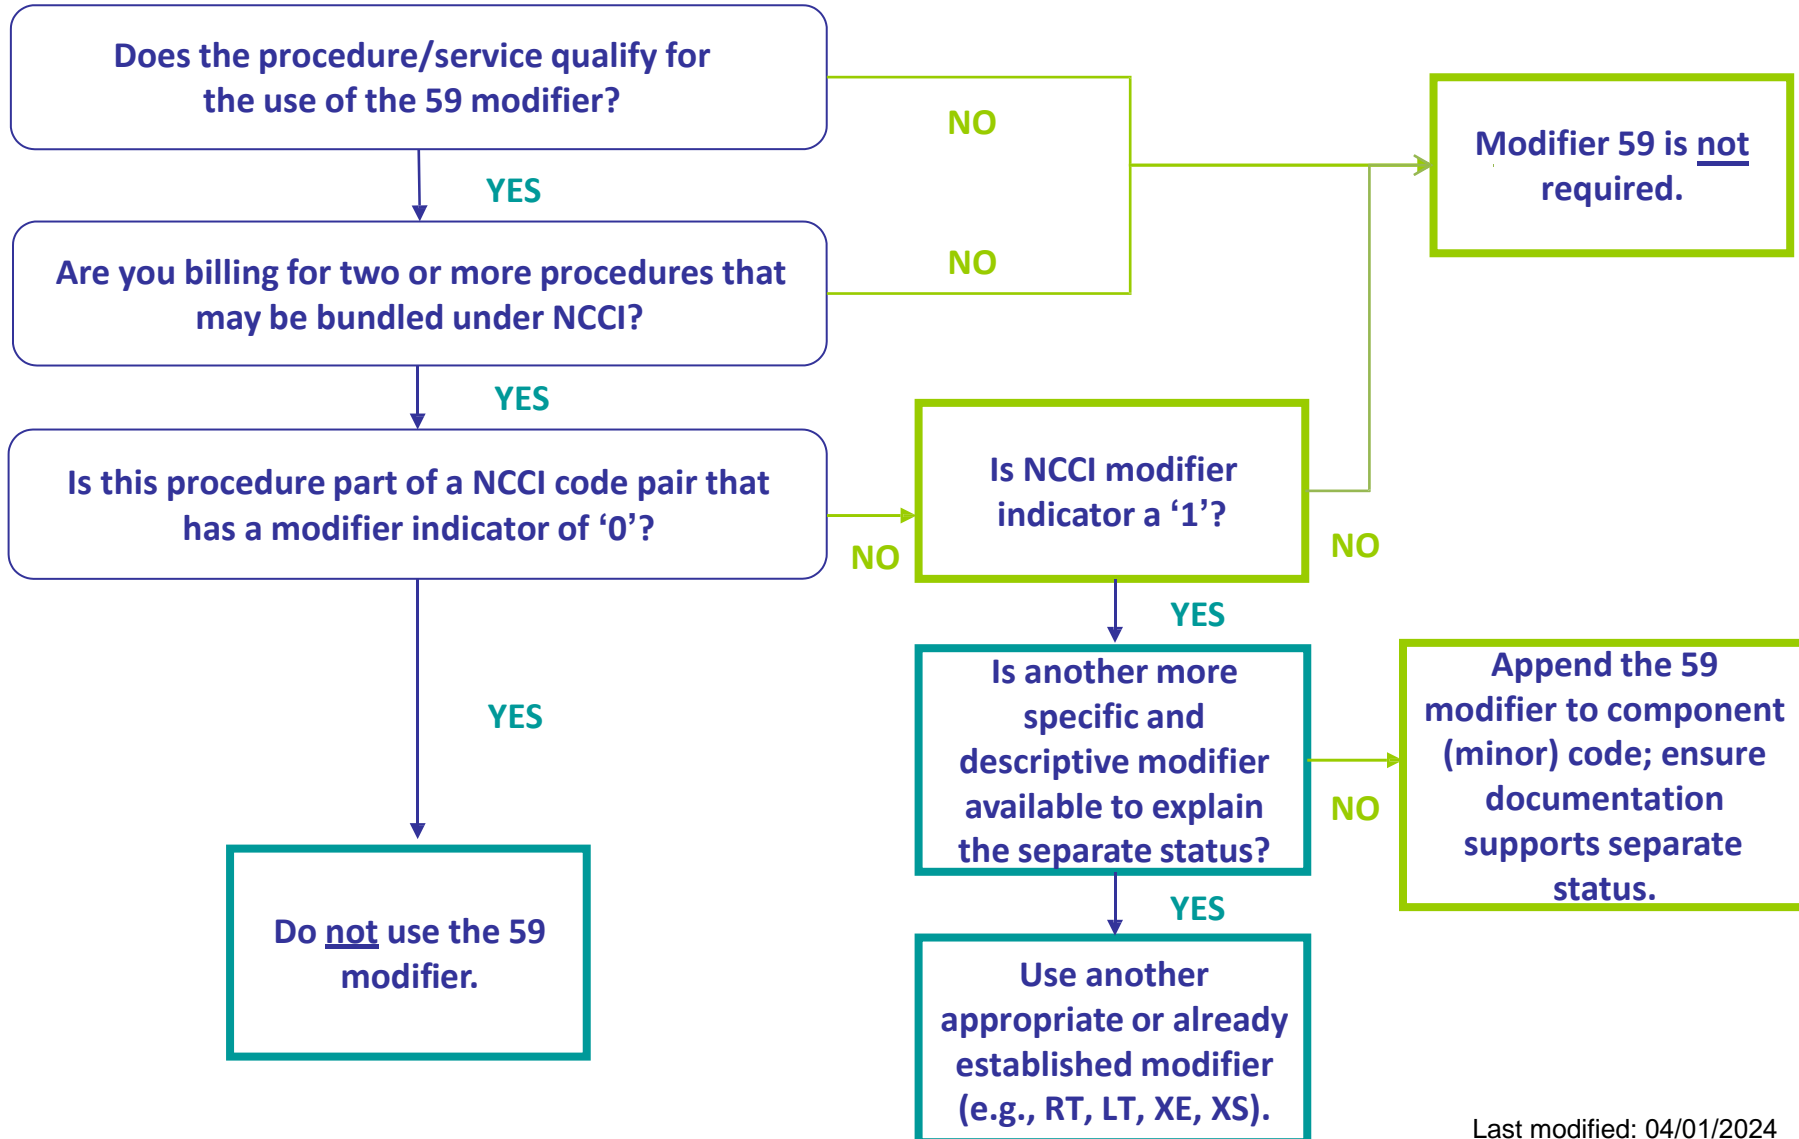 Does the procedure/service qualify for
the use of the 59 modifier?
NO
Modifier 59 is not
required.
YES
Are you billing for two or more procedures that
may be bundled under NCCI?
NO
YES
Is this procedure part of a NCCI code pair that
has a modifier indicator of ‘0’?
NO
Is NCCI modifier
indicator a ‘1’?
NO
YES
YES
Is another more
specific and
descriptive modifier
available to explain
the separate status?
NO
Append the 59
modifier to component
(minor) code; ensure
documentation
supports separate
status.
YES
Do not use the 59
modifier.
Use another
appropriate or already
established modifier
(e.g., RT, LT, XE, XS).
Last modified: 04/01/2024